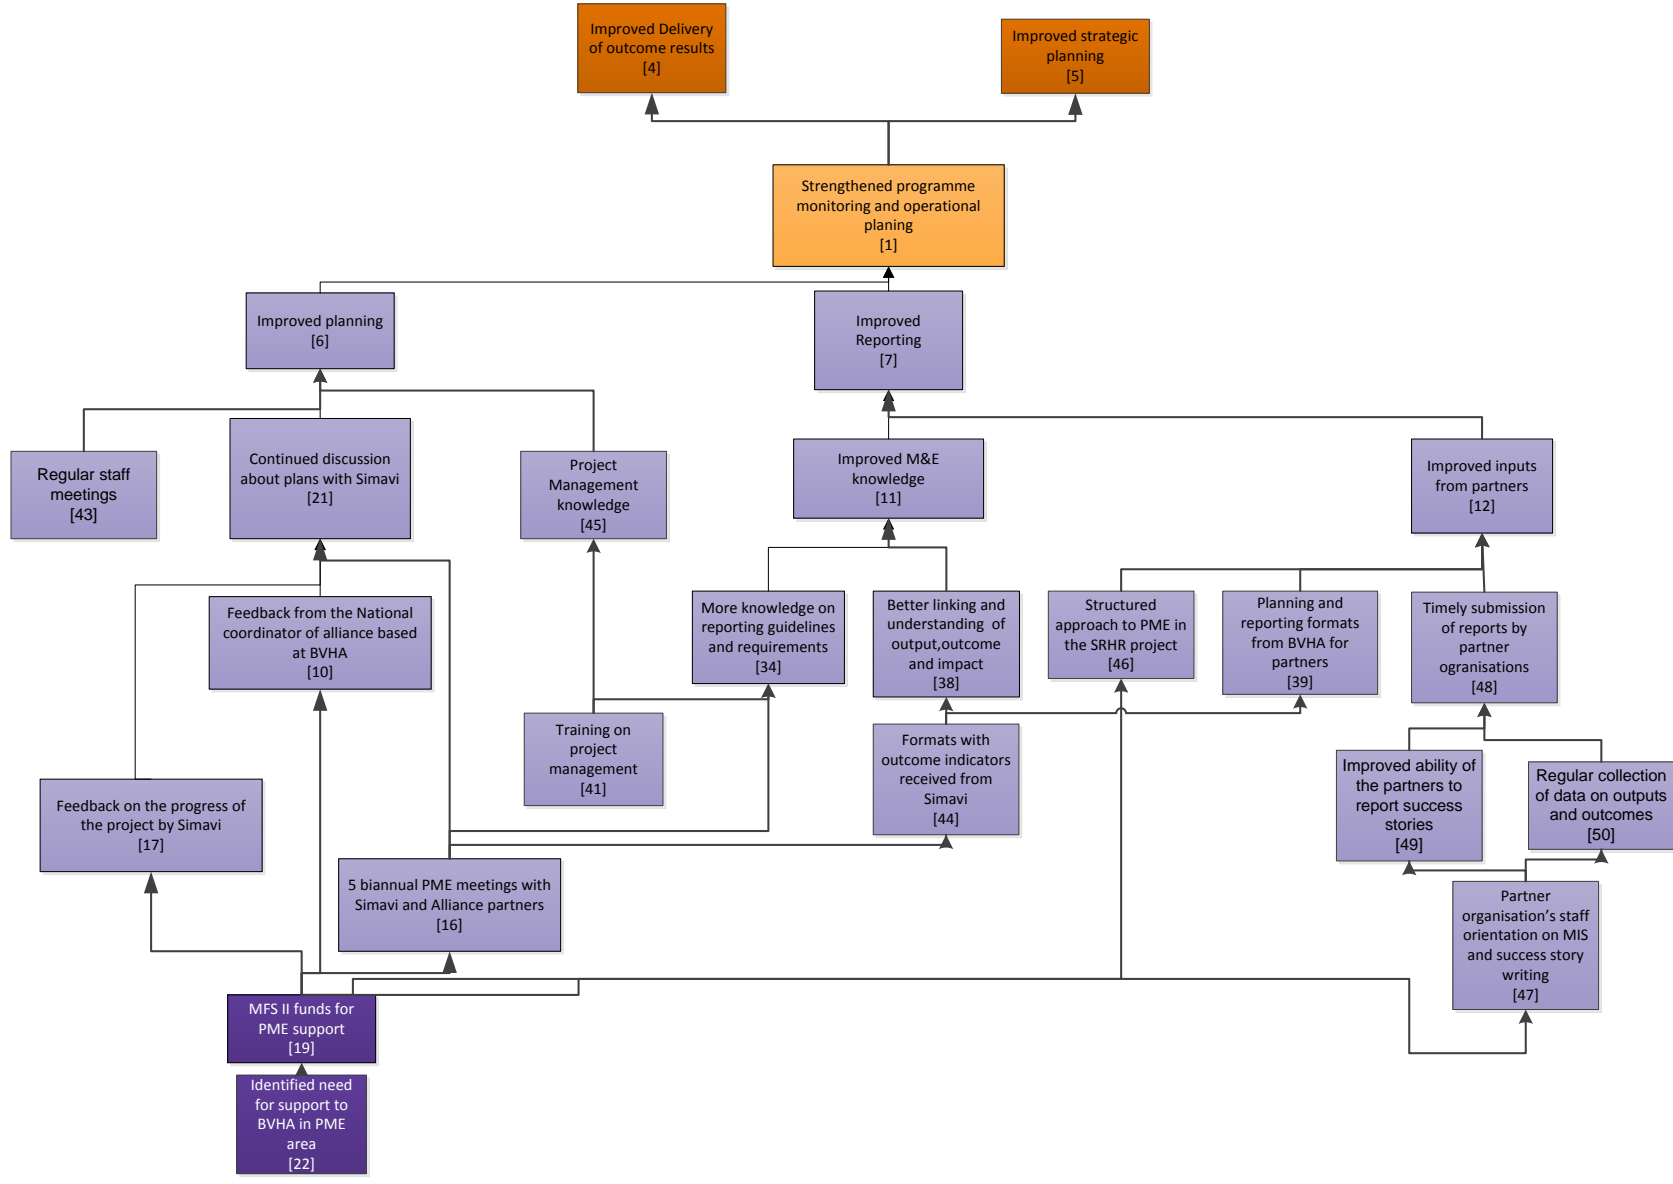 Improved Delivery
of outcome results
[4]
Improved strategic
planning
[5]
Strengthened programme
monitoring and operational
planing
[1]
Improved planning
[6]
Improved
Reporting
[7]
Regular staff
meetings
[43]
Continued discussion
about plans with Simavi
[21]
Project
Management
knowledge
[45]
Improved M&E
knowledge
[11]
Improved inputs
from partners
[12]
Feedback from the National
coordinator of alliance based
at BVHA
[10]
More knowledge on
reporting guidelines
and requirements
[34]
Better linking and
understanding of
output,outcome
and impact
[38]
Structured
approach to PME in
the SRHR project
[46]
Planning and
reporting formats
from BVHA for
partners
[39]
Timely submission
of reports by
partner
ogranisations
[48]
Training on
project
management
[41]
Formats with
outcome indicators
received from
Simavi
[44]
Improved ability of
the partners to
report success
stories
[49]
Regular collection
of data on outputs
and outcomes
[50]
Feedback on the progress of
the project by Simavi
[17]
5 biannual PME meetings with
Simavi and Alliance partners
[16]
Partner
organisation's staff
orientation on MIS
and success story
writing
[47]
MFS II funds for
PME support
[19]
Identified need
for support to
BVHA in PME
area
[22]